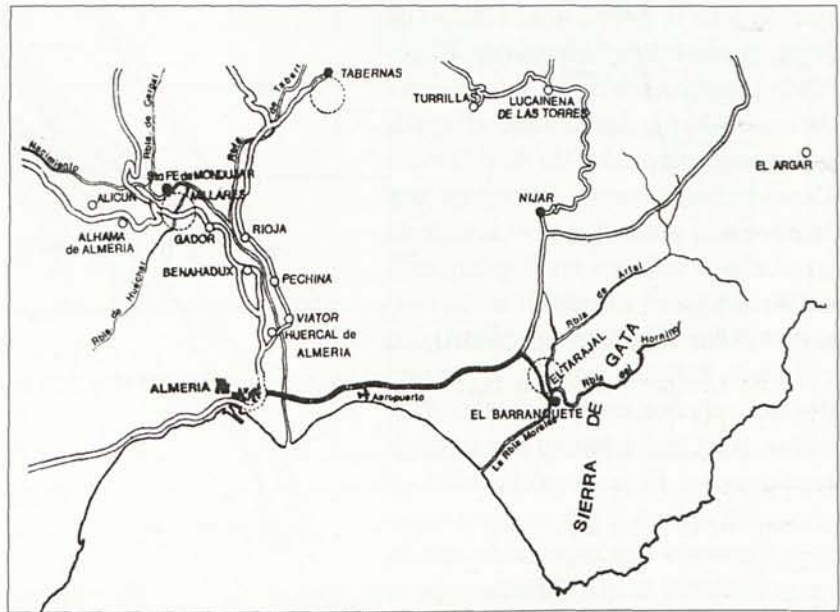 TABERNAS
TURRILLAS
LUCAINENA
DE LAS TORRES
EL ARGAR
Rbla de Gergal
Rbla de Tabern
Nacimiento
Sta FE de MONDUJAR
MILLARES
ALICUN
NIJAR
ALHAMA
de ALMERIA
GADOR
RIOJA
BENAHADUX
PECHINA
Rbla de Huechal
Rbla de Artal
VIATOR
HUERCAL de
ALMERIA
EL TARAJAL
Rbla del Horning
ALMERIA
Aeropuerto
EL BARRANQUETE
La Rbla Morales
SIERRA DE GATA